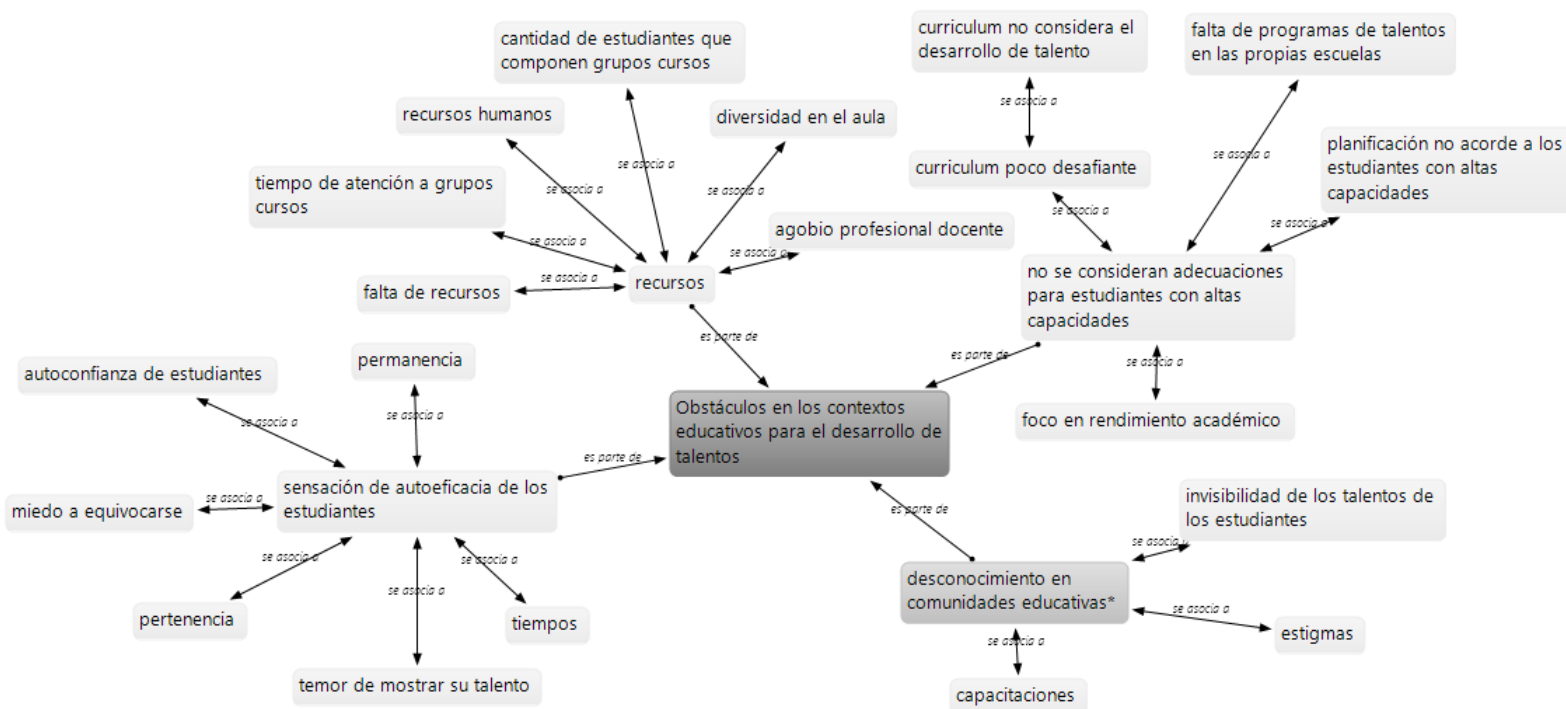 cantidad de estudiantes que
componen grupos cursos
curriculum no considera el
desarrollo de talento
falta de programas de talentos
en las propias escuelas
recursos humanos
diversidad en el aula
se asocia a
se asocia a
se asocia a
planificación no acorde a los
estudiantes con altas
capacidades
tiempo de atención a grupos
cursos
se asocia a
se asocia a
curriculum poco desafiante
se asocia a
se asocia a
se asocia a
agobio profesional docente
se asocia a
se asocia a
se asocia a
falta de recursos
recursos
no se consideran adecuaciones
para estudiantes con altas
capacidades
es parte de
es parte de
se asocia a
permanencia
autoconfianza de estudiantes
se asocia a
se asocia a
Obstáculos en los contextos
educativos para el desarrollo de
talentos
foco en rendimiento académico
es parte de
sensación de autoeficacia de los
estudiantes
miedo a equivocarse
se asocia a
es parte de
invisibilidad de los talentos de
los estudiantes
se asocia a
se asocia a
se asocia a
se asocia a
desconocimiento en
comunidades educativas*
pertenencia
tiempos
se asocia a
estigmas
se asocia a
temor de mostrar su talento
capacitaciones